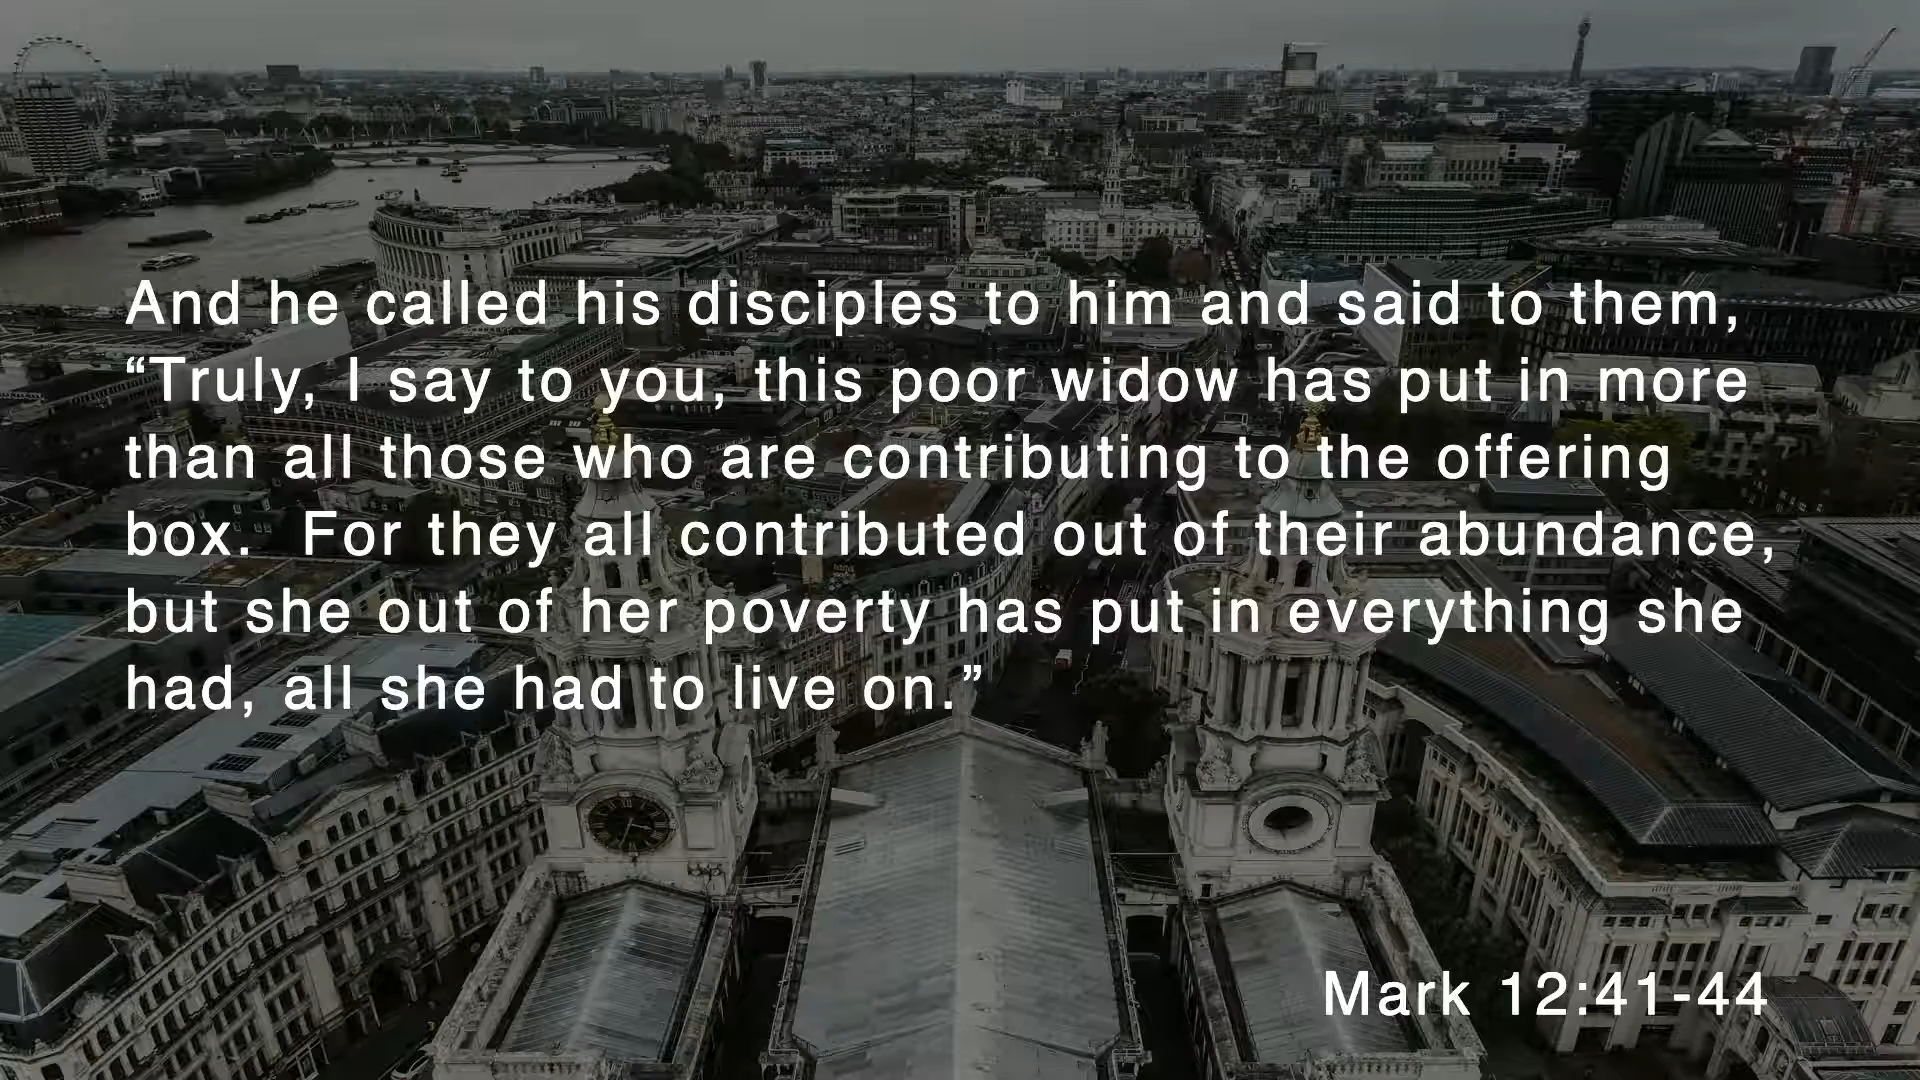 And he called his disciples to him and said to them,
“Truly, I say to you, this poor widow has put in more
than all those who are contributing to the offering
box.  For they all contributed out of their abundance,
but she out of her poverty has put in everything she
had, all she had to live on.”
Mark 12:41-44